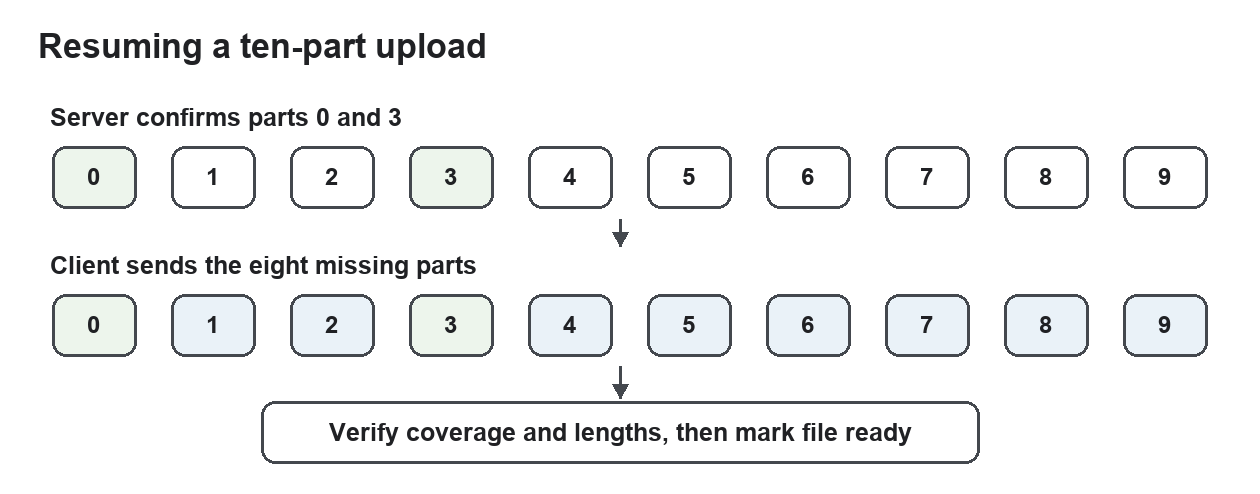 Resuming a ten-part upload
Server confirms parts 0 and 3
0 1 2 3 4 5 6 7 8 9
Client sends the eight missing parts
0 1 2 3 4 5 6 7 8 9
Verify coverage and lengths, then mark file ready